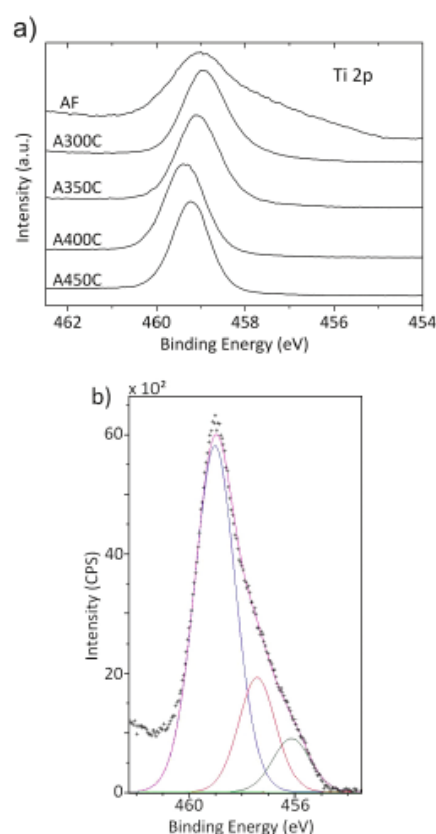 a)
Ti 2p
AF
A300C
A350C
A400C
A450C
Intensity (a.u.)
462 460 458 456 454
Binding Energy (eV)
b)
x 10²
60
40
20
0
Intensity (CPS)
460 456
Binding Energy (eV)